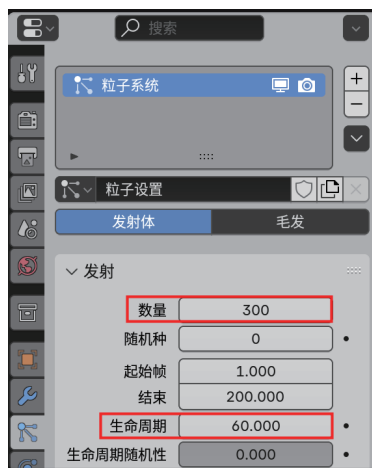 搜索
粒子系统
粒子设置
发射体 毛发
发射
数量 300
随机种 0
起始帧 1.000
结束 200.000
生命周期 60.000
生命周期随机性 0.000